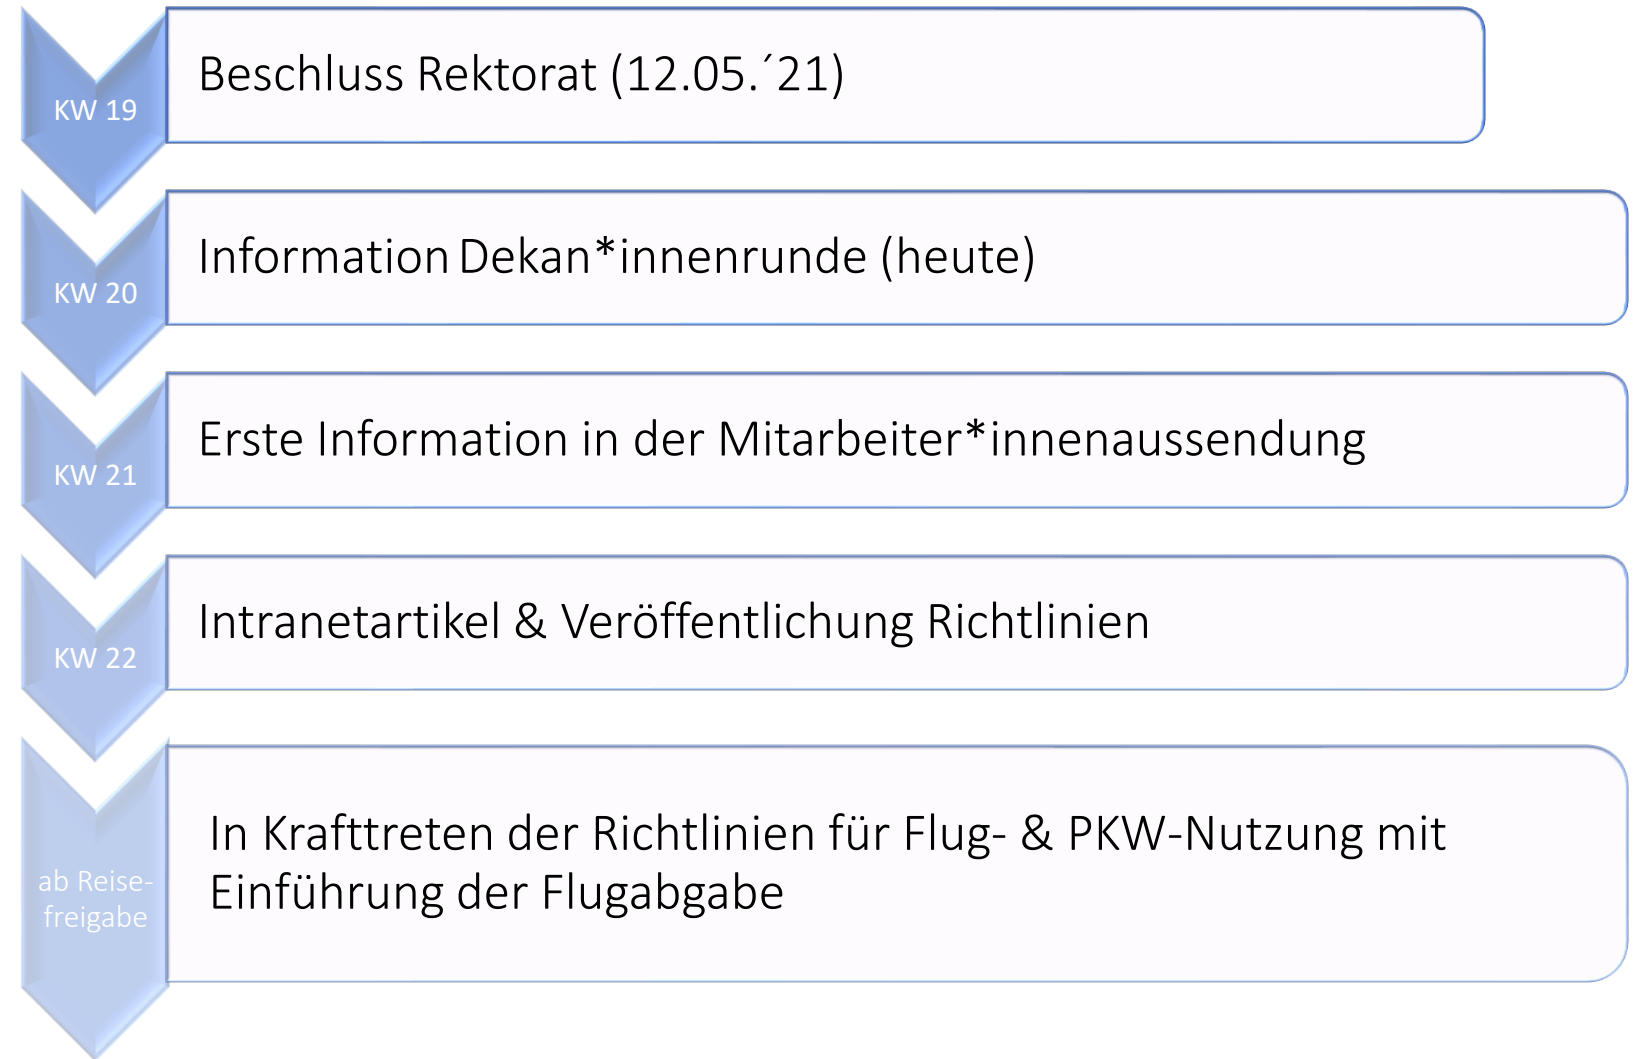 KW 19
Beschluss Rektorat (12.05.´21)
KW 20
Information Dekan*innenrunde (heute)
KW 21
Erste Information in der Mitarbeiter*innenaussendung
KW 22
Intranetartikel & Veröffentlichung Richtlinien
ab Reise-
freigabe
In Krafttreten der Richtlinien für Flug- & PKW-Nutzung mit
Einführung der Flugabgabe